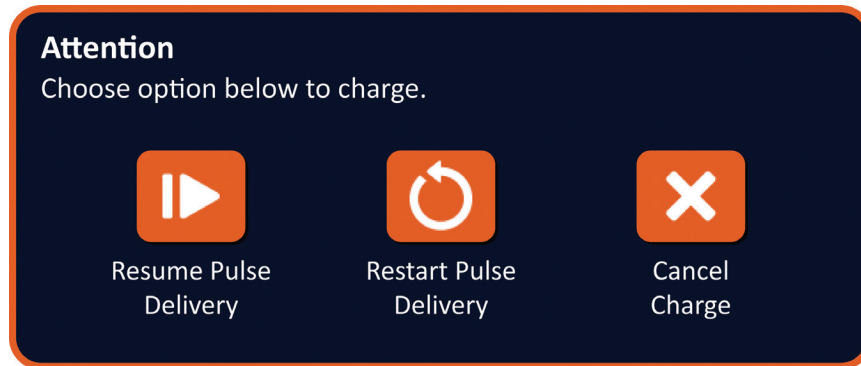 Attention
Choose option below to charge.
Resume Pulse
Delivery
Restart Pulse
Delivery
Cancel
Charge